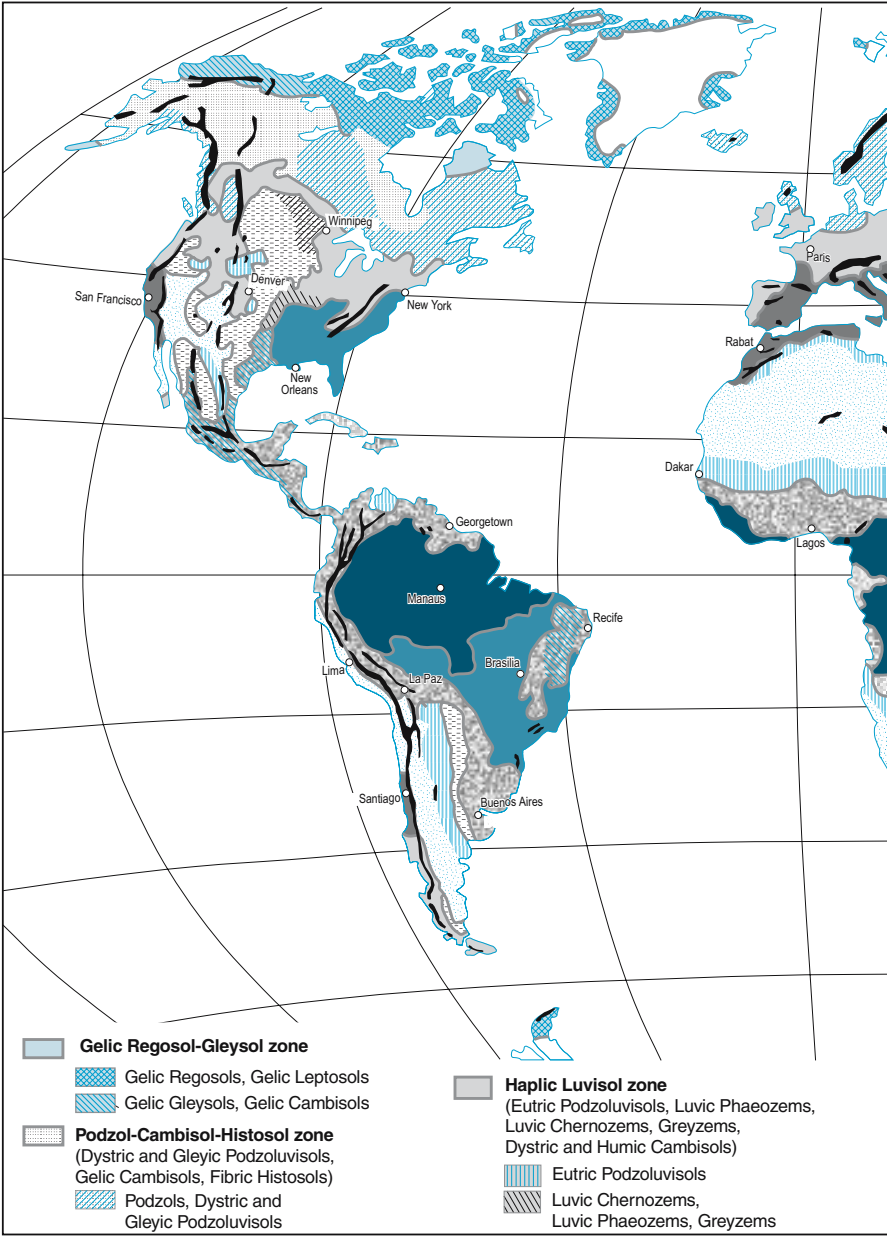 Winnipeg
Paris
Denver
San Francisco
New York
Rabat
New
Orleans
Dakar
Georgetown
Lagos
Manaus
Recife
Lima
Brasilia
La Paz
Santiago
Buenos Aires
Gelic Regosol-Gleysol zone
Gelic Regosols, Gelic Leptosols
Gelic Gleysols, Gelic Cambisols
Podzol-Cambisol-Histosol zone
(Dystric and Gleyic Podzoluvisols,
Gelic Cambisols, Fibric Histosols)
Podzols, Dystric and
Gleyic Podzoluvisols
Haplic Luvisol zone
(Eutric Podzoluvisols, Luvic Phaeozems,
Luvic Chernozems, Greyzems,
Dystric and Humic Cambisols)
Eutric Podzoluvisols
Luvic Chernozems,
Luvic Phaeozems, Greyzems